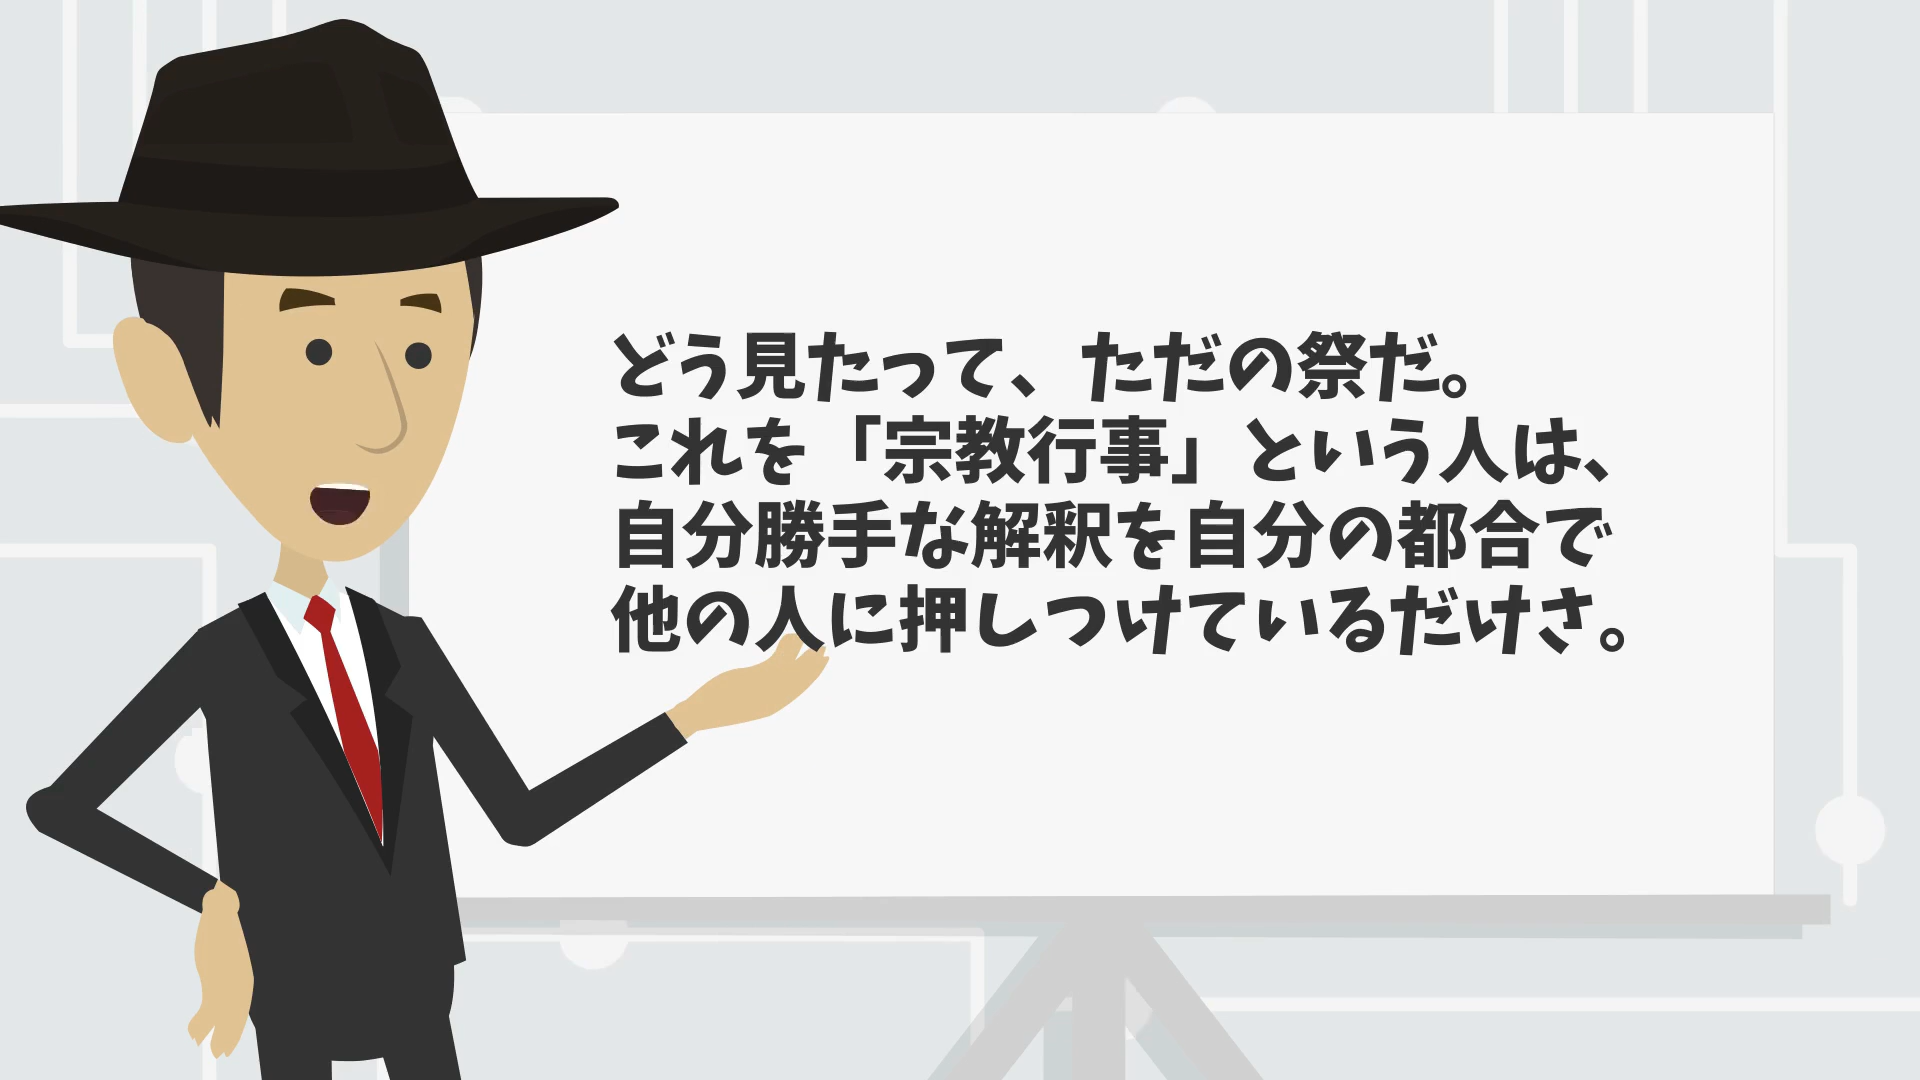 どう見たって、ただの祭だ。
これを「宗教行事」という人は、
自分勝手な解釈を自分の都合で
他の人に押しつけているだけさ。